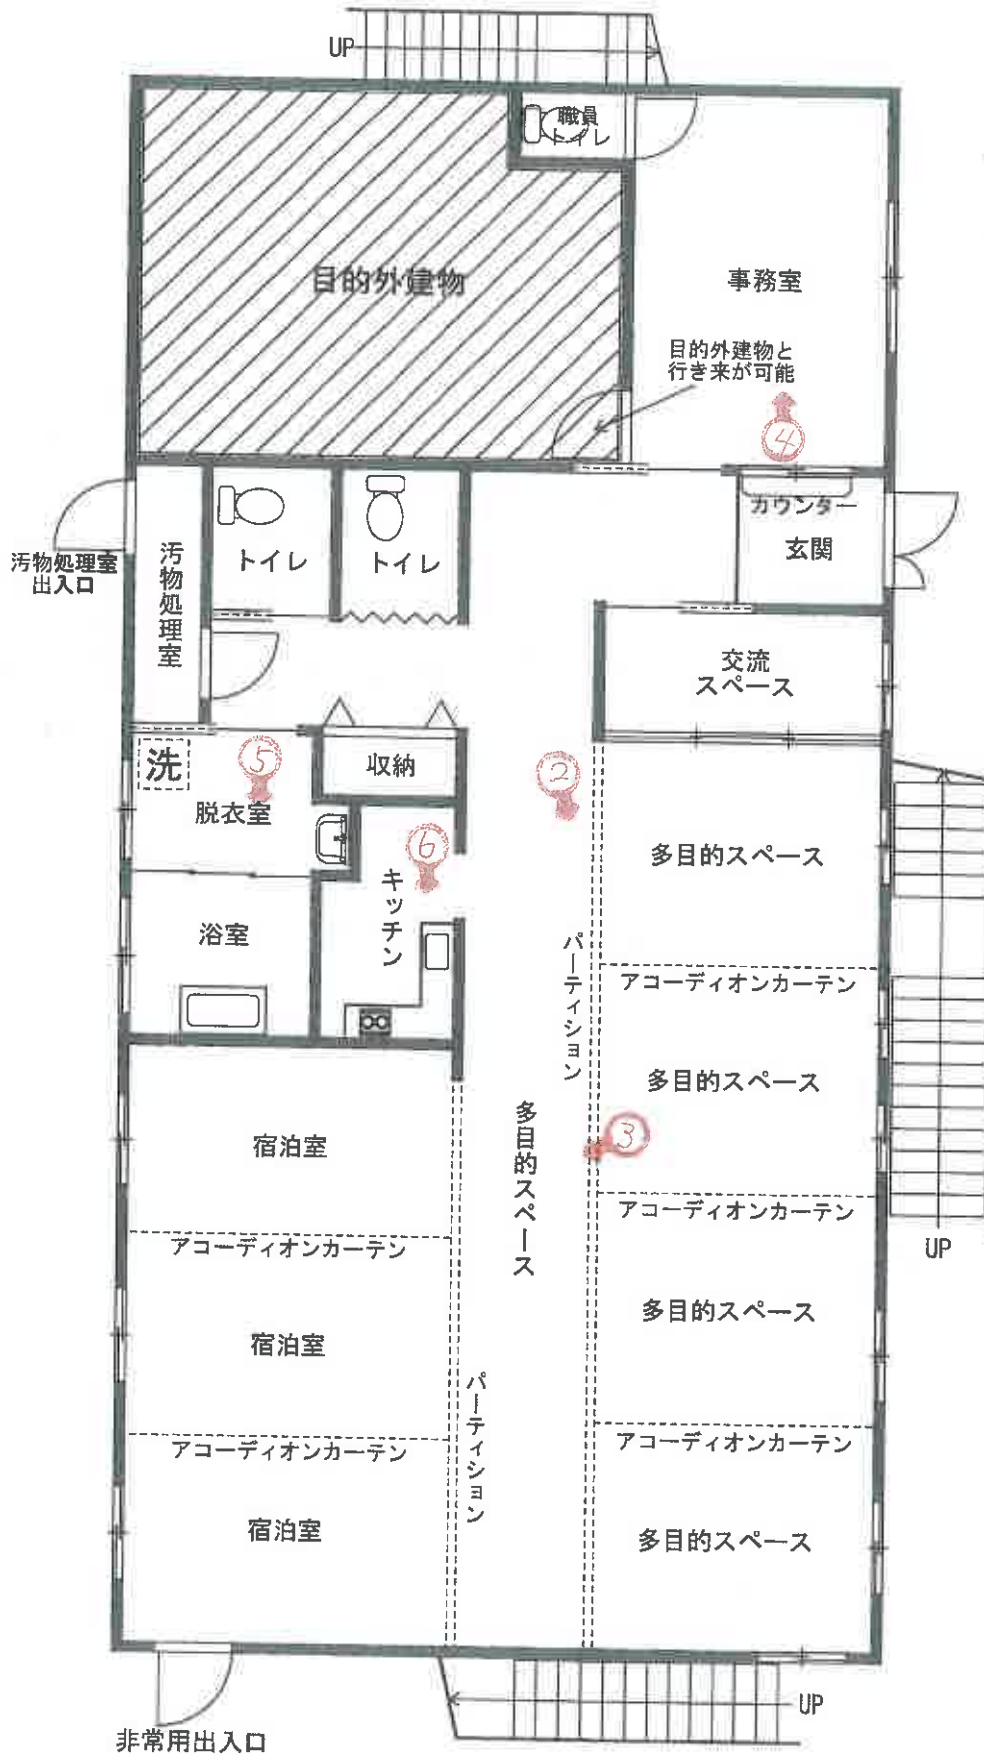 UP
職員
トイレ
目的外建物
事務室
目的外建物と
行き来が可能
④
カウンター
玄関
汚物処理室
出入口
汚物処理室
トイレ
トイレ
交流
スペース
洗
⑤
脱衣室
収納
②
⑥
キッチン
浴室
多目的スペース
パーティション
アコーディオンカーテン
多目的スペース
③
多目的スペース
アコーディオンカーテン
UP
宿泊室
アコーディオンカーテン
多目的スペース
宿泊室
パーティション
アコーディオンカーテン
アコーディオンカーテン
宿泊室
多目的スペース
UP
非常用出入口